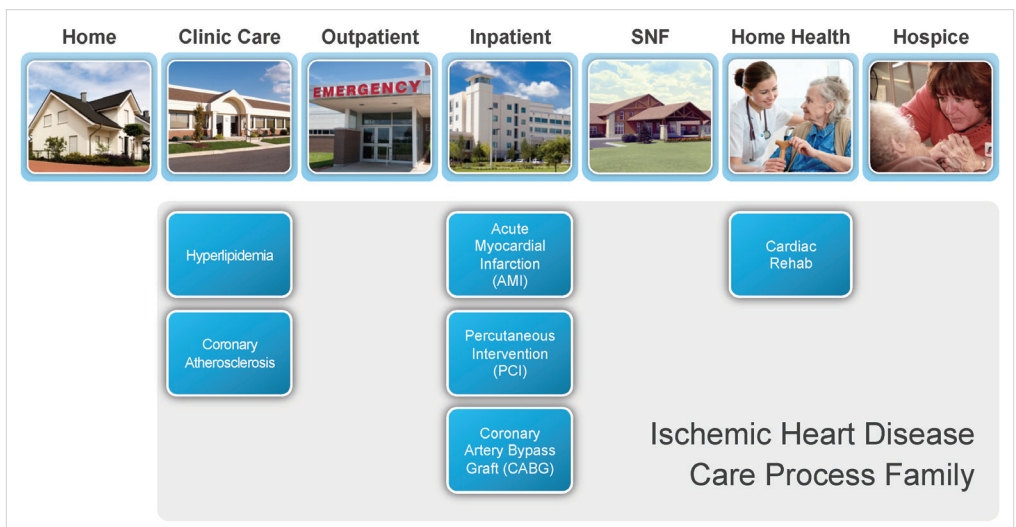 Home
Clinic Care
Outpatient
Inpatient
SNF
Home Health
Hospice
EMERGENCY
Hyperlipidemia
Acute
Myocardial
Infarction
(AMI)
Cardiac
Rehab
Coronary
Atherosclerosis
Percutaneous
Intervention
(PCI)
Coronary
Artery Bypass
Graft (CABG)
Ischemic Heart Disease
Care Process Family